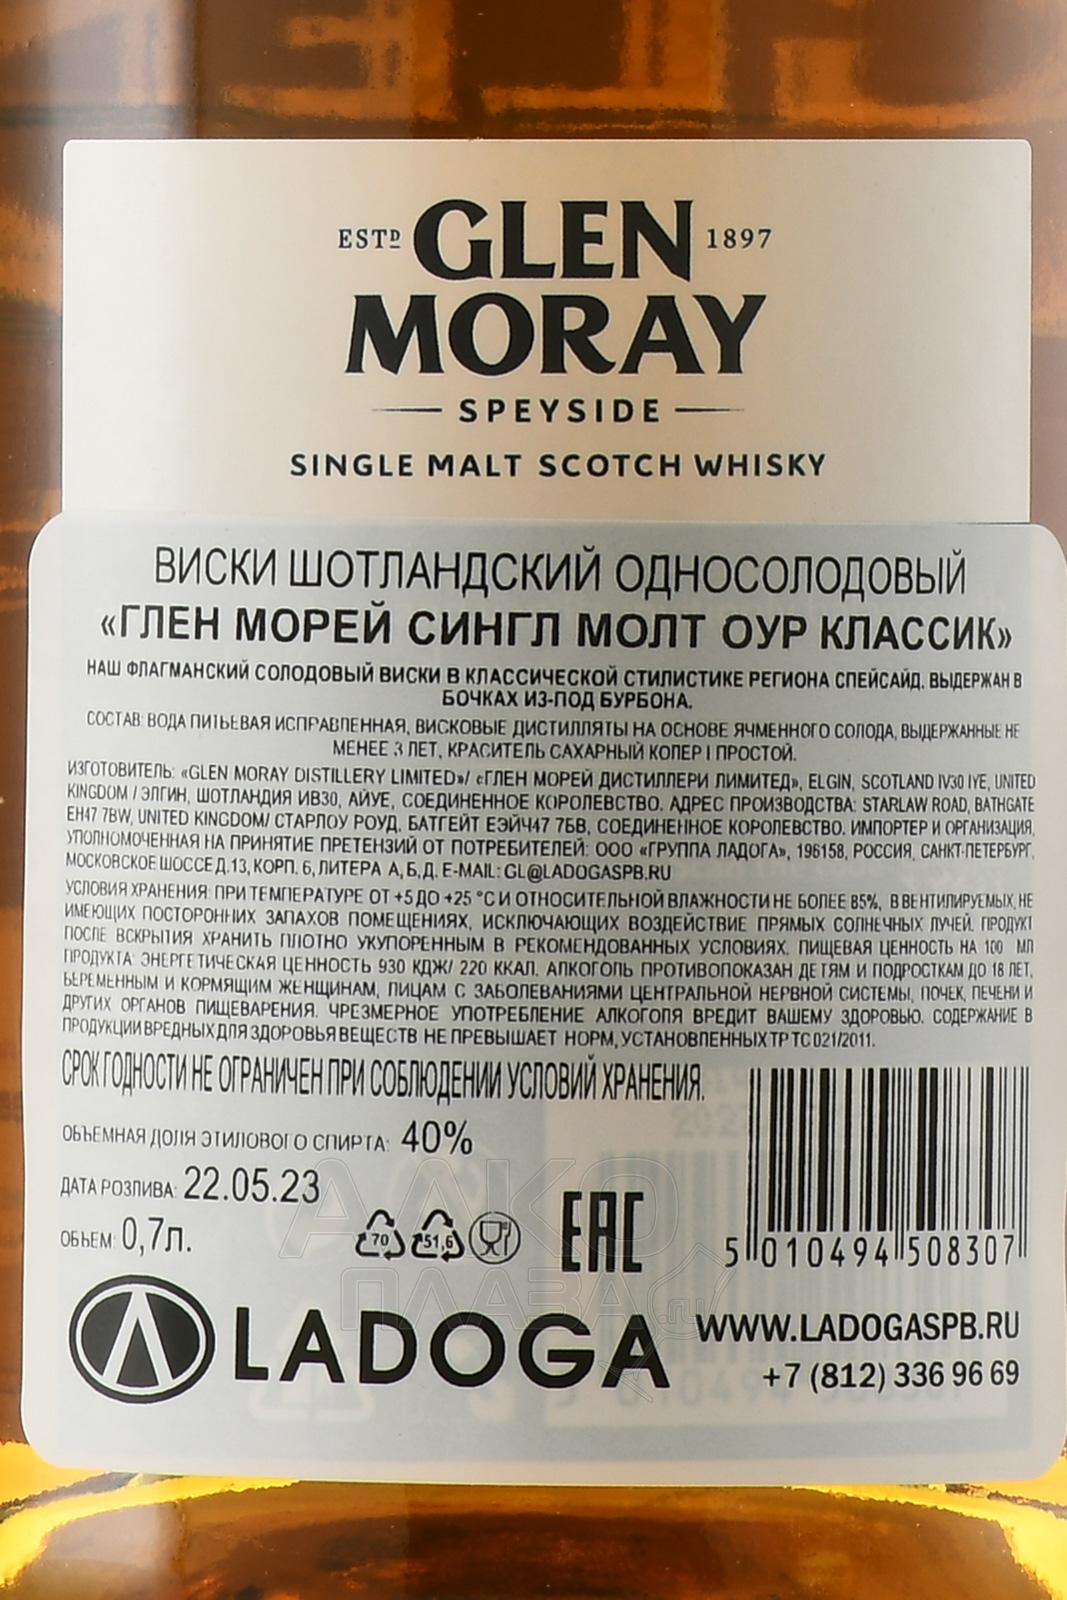 ESTD GLEN 1897
MORAY
SPEYSIDE
SINGLE MALT SCOTCH WHISKY
ВИСКИ ШОТЛАНДСКИЙ ОДНОСОЛОДОВЫЙ
«ГЛЕН МОРЕЙ СИНГЛ МОЛТ ОУР КЛАССИК»
НАШ ФЛАГМАНСКИЙ СОЛОДОВЫЙ ВИСКИ В КЛАССИЧЕСКОЙ СТИЛИСТИКЕ РЕГИОНА СПЕЙСАЙД. ВЫДЕРЖАН В
БОЧКАХ ИЗ-ПОД БУРБОНА.
СОСТАВ: ВОДА ПИТЬЕВАЯ ИСПРАВЛЕННАЯ, ВИСКОВЫЕ ДИСТИЛЛЯТЫ НА ОСНОВЕ ЯЧМЕННОГО СОЛОДА, ВЫДЕРЖАННЫЕ НЕ
МЕНЕЕ 3 ЛЕТ, КРАСИТЕЛЬ САХАРНЫЙ КОЛЕР I ПРОСТОЙ.
ИЗГОТОВИТЕЛЬ: «GLEN MORAY DISTILLERY LIMITED»/ «ГЛЕН МОРЕЙ ДИСТИЛЛЕРИ ЛИМИТЕД», ELGIN, SCOTLAND IV30 IYE, UNITED
KINGDOM / ЭЛГИН, ШОТЛАНДИЯ ИВ30, АЙУЕ, СОЕДИНЕННОЕ КОРОЛЕВСТВО. АДРЕС ПРОИЗВОДСТВА: STARLAW ROAD, BATHGATE
EH47 7BW, UNITED KINGDOM/ СТАРЛОУ РОУД, БАТГЕЙТ ЕЭЙЧ47 7БВ, СОЕДИНЕННОЕ КОРОЛЕВСТВО. ИМПОРТЕР И ОРГАНИЗАЦИЯ,
УПОЛНОМОЧЕННАЯ НА ПРИНЯТИЕ ПРЕТЕНЗИЙ ОТ ПОТРЕБИТЕЛЕЙ: ООО «ГРУППА ЛАДОГА», 196158, РОССИЯ, САНКТ-ПЕТЕРБУРГ,
МОСКОВСКОЕ ШОССЕ Д. 13, КОРП. 6, ЛИТЕРА А, Б, Д. E-MAIL: GL@LADOGASPB.RU
УСЛОВИЯ ХРАНЕНИЯ: ПРИ ТЕМПЕРАТУРЕ ОТ +5 ДО +25 °С И ОТНОСИТЕЛЬНОЙ ВЛАЖНОСТИ НЕ БОЛЕЕ 85%, В ВЕНТИЛИРУЕМЫХ, НЕ
ИМЕЮЩИХ ПОСТОРОННИХ ЗАПАХОВ ПОМЕЩЕНИЯХ, ИСКЛЮЧАЮЩИХ ВОЗДЕЙСТВИЕ ПРЯМЫХ СОЛНЕЧНЫХ ЛУЧЕЙ. ПРОДУКТ
ПОСЛЕ ВСКРЫТИЯ ХРАНИТЬ ПЛОТНО УКУПОРЕННЫМ В РЕКОМЕНДОВАННЫХ УСЛОВИЯХ. ПИЩЕВАЯ ЦЕННОСТЬ НА 100 МЛ
ПРОДУКТА: ЭНЕРГЕТИЧЕСКАЯ ЦЕННОСТЬ 930 КДЖ/ 220 ККАЛ. АЛКОГОЛЬ ПРОТИВОПОКАЗАН ДЕТЯМ И ПОДРОСТКАМ ДО 18 ЛЕТ,
БЕРЕМЕННЫМ И КОРМЯЩИМ ЖЕНЩИНАМ, ЛИЦАМ С ЗАБОЛЕВАНИЯМИ ЦЕНТРАЛЬНОЙ НЕРВНОЙ СИСТЕМЫ, ПОЧЕК, ПЕЧЕНИ И
ДРУГИХ ОРГАНОВ ПИЩЕВАРЕНИЯ. ЧРЕЗМЕРНОЕ УПОТРЕБЛЕНИЕ АЛКОГОЛЯ ВРЕДИТ ВАШЕМУ ЗДОРОВЬЮ. СОДЕРЖАНИЕ В
ПРОДУКЦИИ ВРЕДНЫХ ДЛЯ ЗДОРОВЬЯ ВЕЩЕСТВ НЕ ПРЕВЫШАЕТ НОРМ, УСТАНОВЛЕННЫХ ТР ТС 021/2011.
СРОК ГОДНОСТИ НЕ ОГРАНИЧЕН ПРИ СОБЛЮДЕНИИ УСЛОВИЙ ХРАНЕНИЯ.
ОБЪЕМНАЯ ДОЛЯ ЭТИЛОВОГО СПИРТА: 40%
ДАТА РОЗЛИВА: 22.05.23
ОБЪЕМ: 0,7л.
70 51,6 EAC
5 010494 508307
АЛКО
ПЛАЗА.ru
LADOGA
WWW.LADOGASPB.RU
+7 (812) 336 96 69